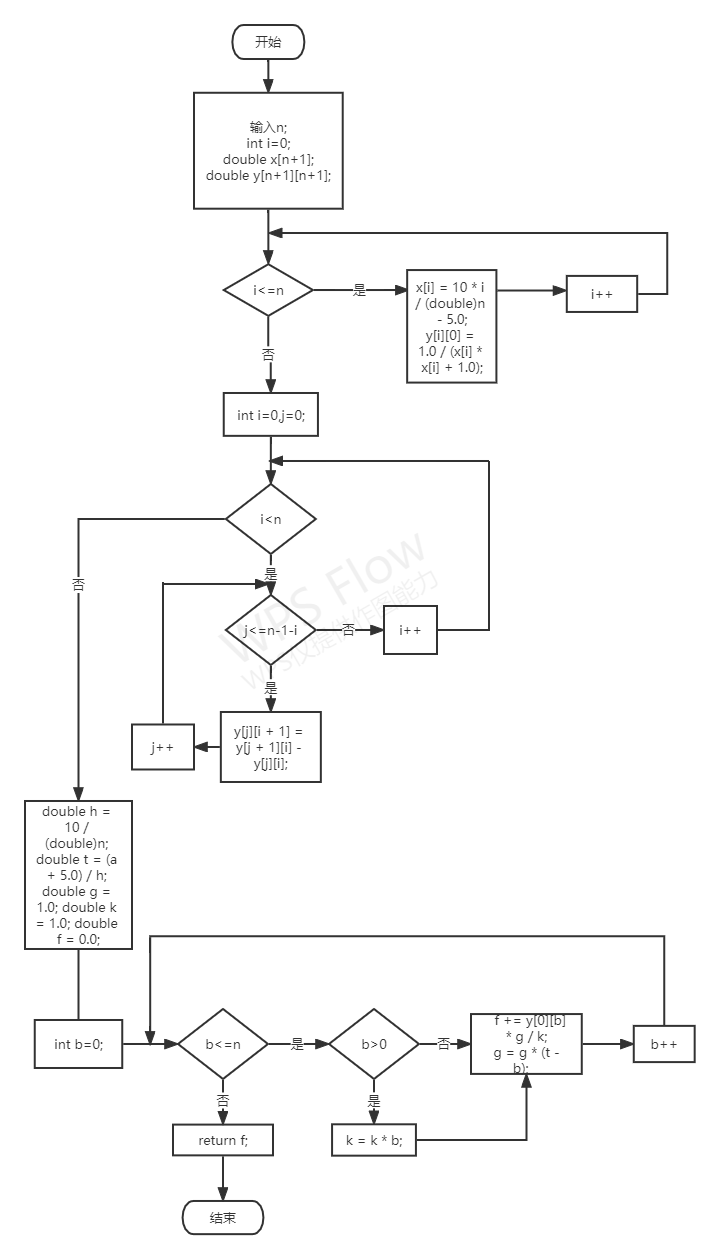 开始
输入n;
int i=0;
double x[n+1];
double y[n+1][n+1];
i<=n
是
x[i] = 10 * i
/ (double)n
- 5.0;
y[i][0] =
1.0 / (x[i] *
x[i] + 1.0);
i++
否
int i=0,j=0;
i<n
否
是
j<=n-1-i
否
i++
是
y[j][i + 1] =
y[j + 1][i] -
y[j][i];
j++
WPS Flow
double h =
10 /
(double)n;
double t = (a
+ 5.0) / h;
double g =
1.0; double k
= 1.0; double
f = 0.0;
int b=0;
b<=n
是
b>0
否
f += y[0][b]
* g / k;
g = g * (t -
b);
b++
否
是
return f;
k = k * b;
结束